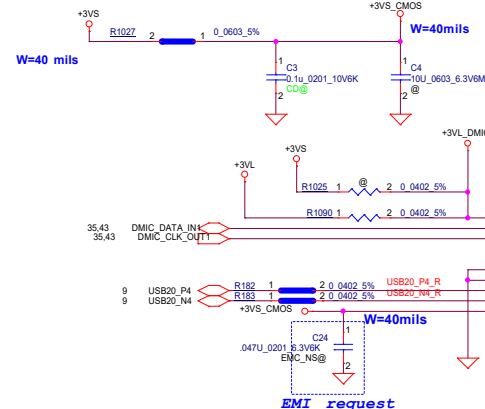 +3VS_CMOS
+3VS
R1027 2 1 0_0603_5%
W=40mils
W=40 mils
1 C3
0.1u_0201_10V6K
2 CD@
1 C4
10U_0603_6.3V6M
2 @
+3VL_DMIC
+3VS
+3VL
@
R1025 1 2 0_0402_5%
R1090 1 2 0_0402_5%
35,43 DMIC_DATA_IN1
35,43 DMIC_CLK_OUT1
9 USB20_P4 R182 1 2 0_0402_5% USB20_P4_R
9 USB20_N4 R183 1 2 0_0402_5% USB20_N4_R
+3VS_CMOS
W=40mils
1
C24
.047U_0201_6.3V6K
EMC_NS@
2
EMI request